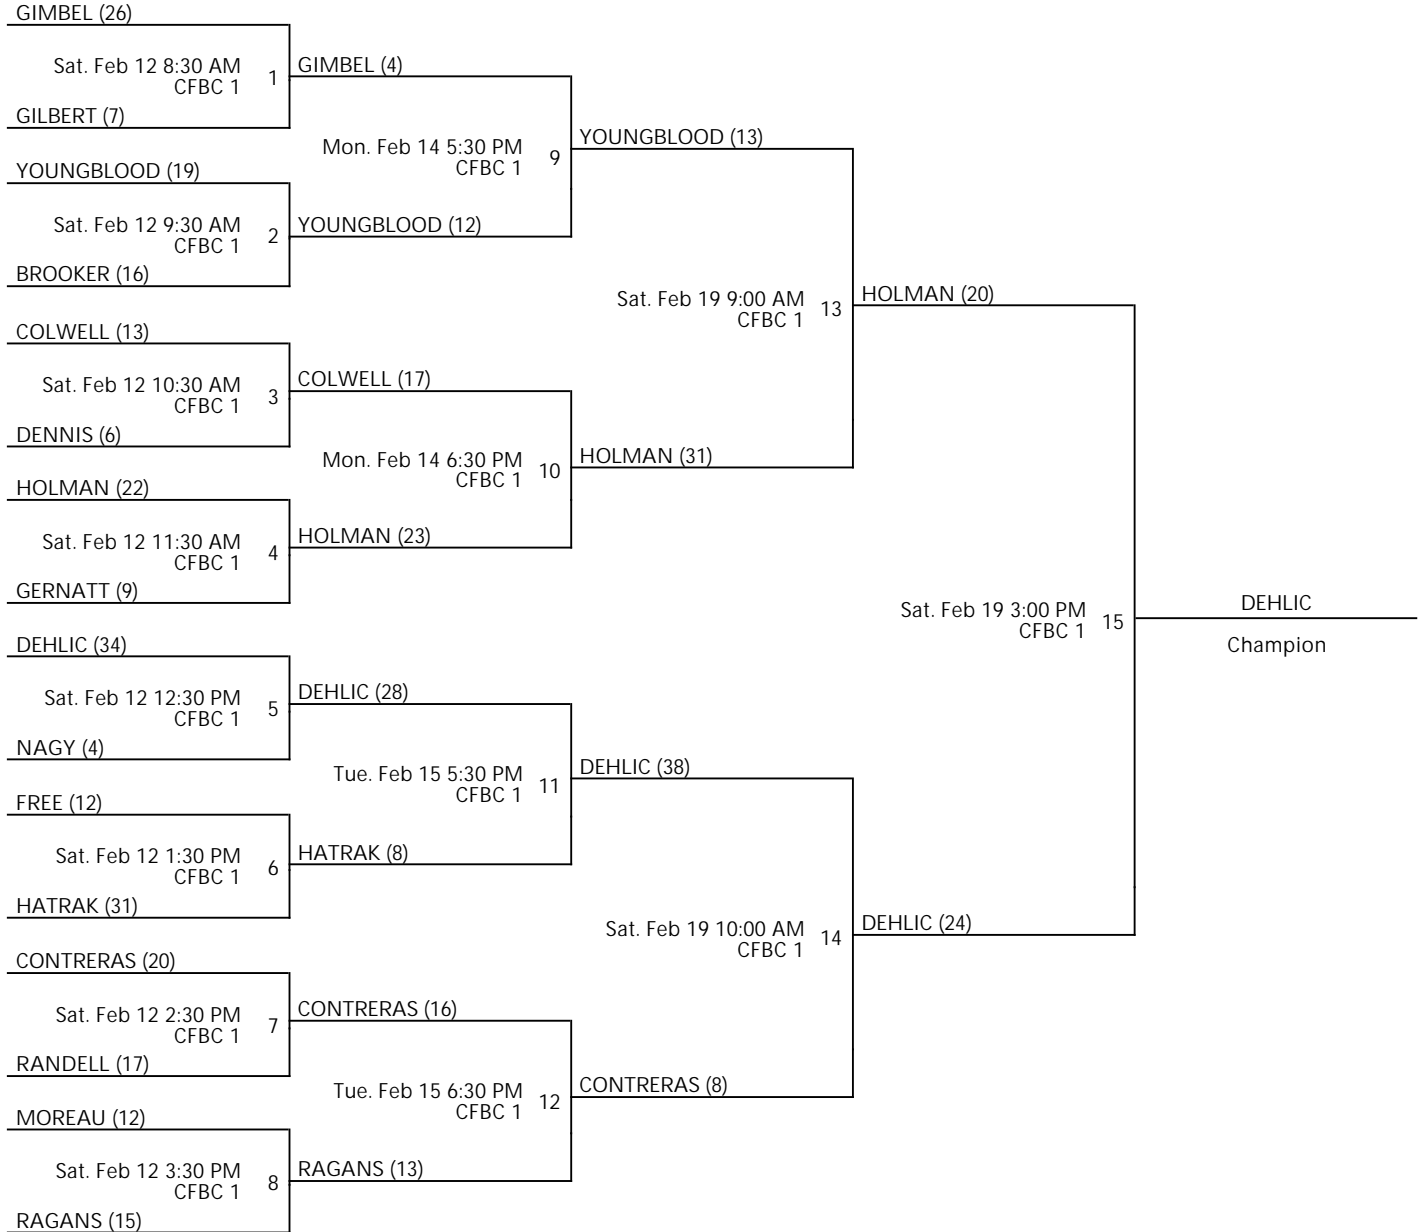 GIMBEL (26)
Sat. Feb 12 8:30 AM
CFBC 1
1
GILBERT (7)
YOUNGBLOOD (19)
Sat. Feb 12 9:30 AM
CFBC 1
2
BROOKER (16)
COLWELL (13)
Sat. Feb 12 10:30 AM
CFBC 1
3
DENNIS (6)
HOLMAN (22)
Sat. Feb 12 11:30 AM
CFBC 1
4
GERNATT (9)
DEHLIC (34)
Sat. Feb 12 12:30 PM
CFBC 1
5
NAGY (4)
FREE (12)
Sat. Feb 12 1:30 PM
CFBC 1
6
HATRAK (31)
CONTRERAS (20)
Sat. Feb 12 2:30 PM
CFBC 1
7
RANDELL (17)
MOREAU (12)
Sat. Feb 12 3:30 PM
CFBC 1
8
RAGANS (15)
GIMBEL (4)
Mon. Feb 14 5:30 PM
CFBC 1
9
YOUNGBLOOD (12)
COLWELL (17)
Mon. Feb 14 6:30 PM
CFBC 1
10
HOLMAN (23)
DEHLIC (28)
Tue. Feb 15 5:30 PM
CFBC 1
11
HATRAK (8)
CONTRERAS (16)
Tue. Feb 15 6:30 PM
CFBC 1
12
RAGANS (13)
YOUNGBLOOD (13)
Sat. Feb 19 9:00 AM
CFBC 1
13
HOLMAN (31)
DEHLIC (38)
Sat. Feb 19 10:00 AM
CFBC 1
14
CONTRERAS (8)
HOLMAN (20)
Sat. Feb 19 3:00 PM
CFBC 1
15
DEHLIC (24)
DEHLIC
Champion